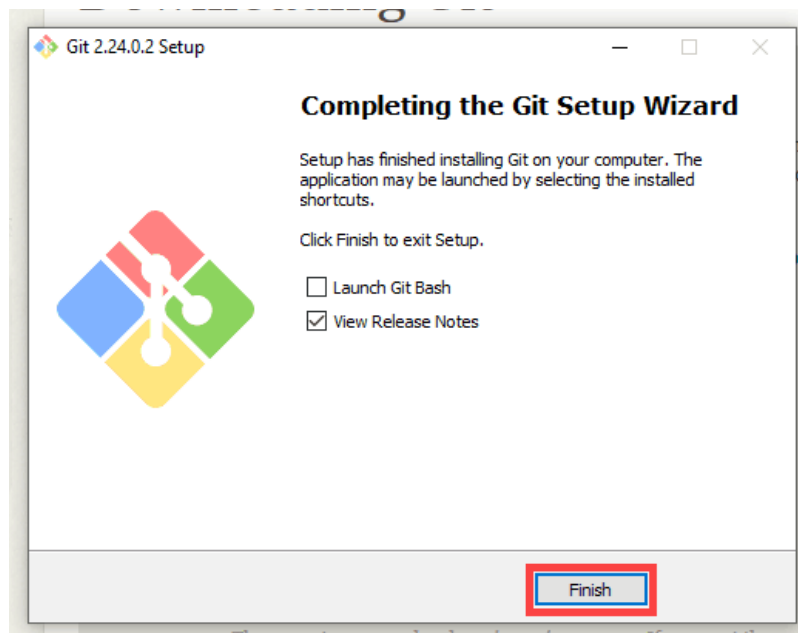 Git 2.24.0.2 Setup
Completing the Git Setup Wizard
Setup has finished installing Git on your computer. The
application may be launched by selecting the installed
shortcuts.
Click Finish to exit Setup.
Launch Git Bash
View Release Notes
Finish